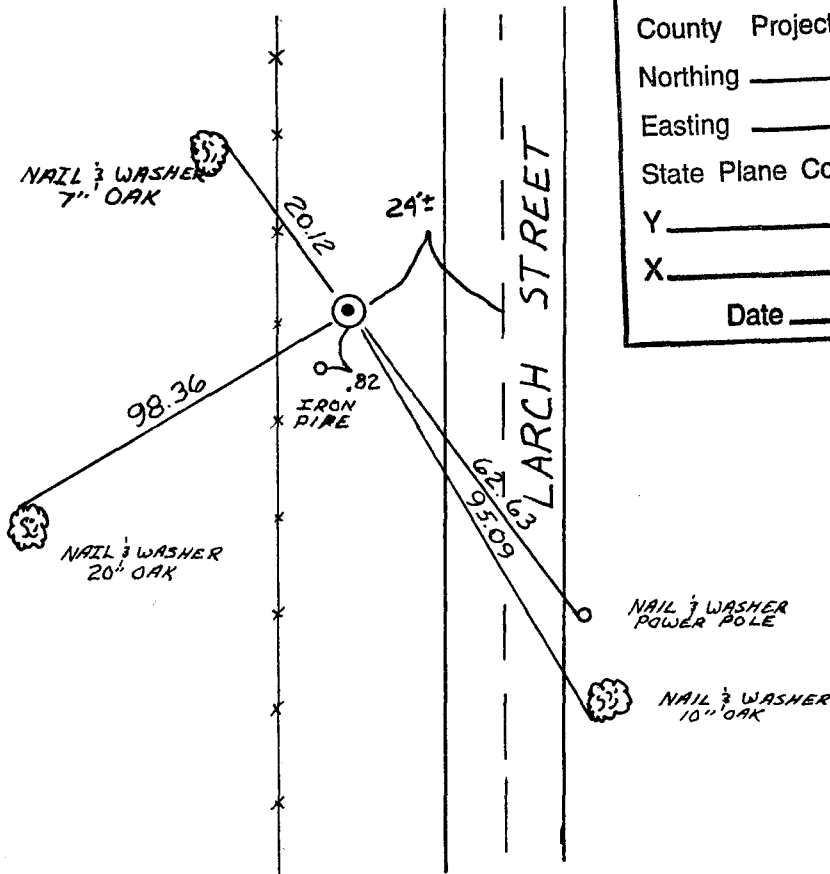 County Project
Northing
Easting
State Plane Co
Y
X
Date
NAIL & WASHER
7" OAK
20.12
24'±
LARCH STREET
98.36
.82
IRON
PIPE
62.63
95.09
NAIL & WASHER
20" OAK
NAIL & WASHER
POWER POLE
NAIL & WASHER
10" OAK